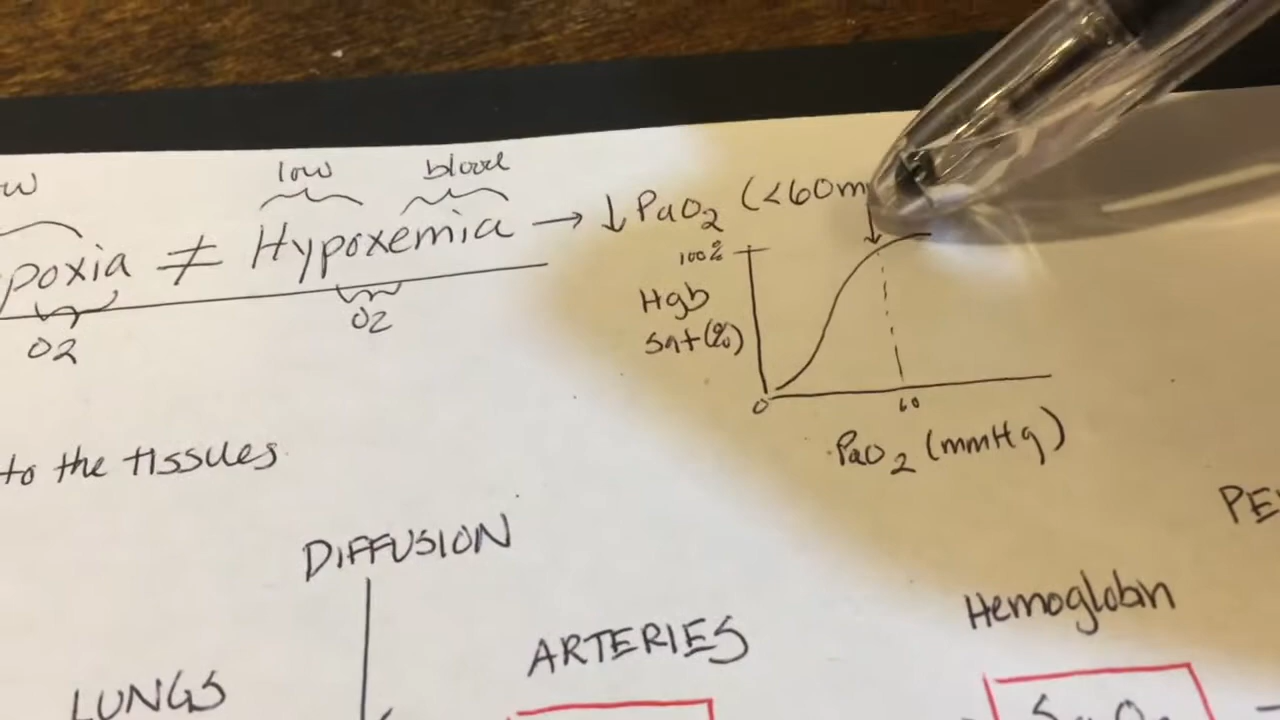 low blood
poxia ≠ Hypoxemia → ↓ PaO2 (<60m
O2 O2
100%
Hgb
Sat(%)
0 60
PaO2 (mmHg)
to the tissues
DIFFUSION
Hemoglobin
ARTERIES
LUNGS